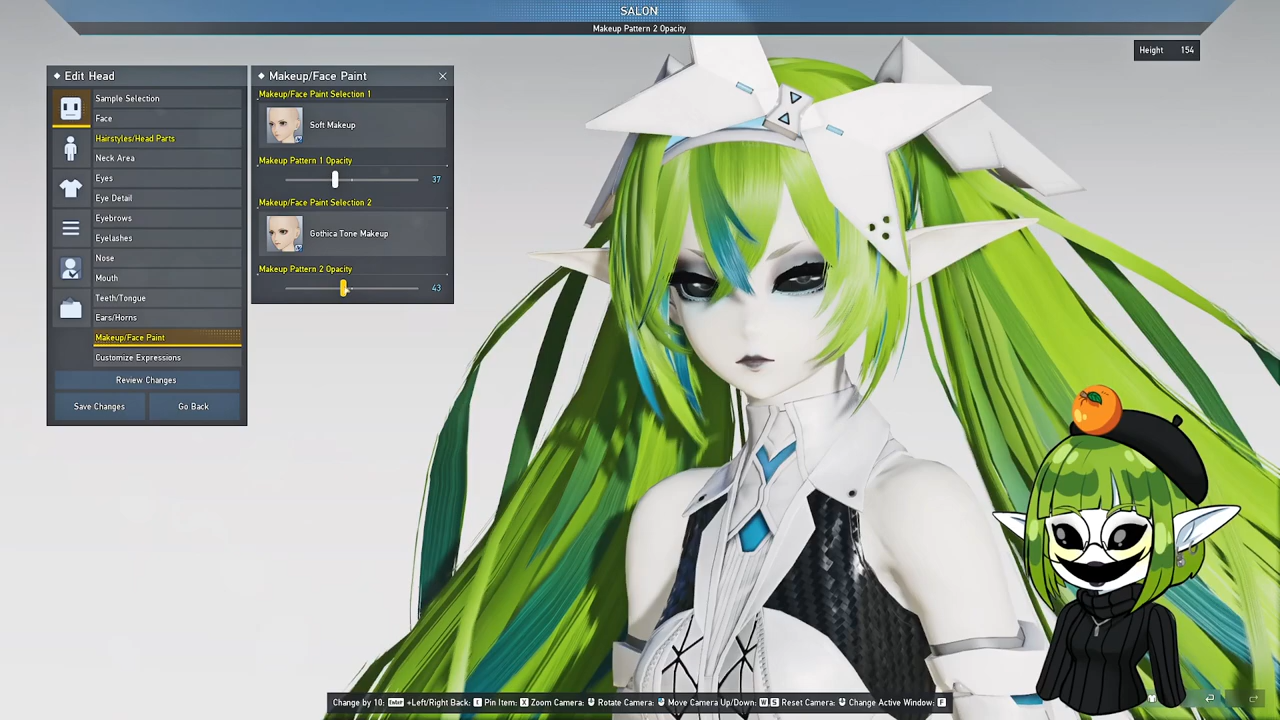 SALON
Makeup Pattern 2 Opacity
Height 154
Edit Head
Sample Selection
Face
Hairstyles/Head Parts
Neck Area
Eyes
Eye Detail
Eyebrows
Eyelashes
Nose
Mouth
Teeth/Tongue
Ears/Horns
Makeup/Face Paint
Customize Expressions
Review Changes
Save Changes Go Back
Makeup/Face Paint
Makeup/Face Paint Selection 1
Soft Makeup
Makeup Pattern 1 Opacity
37
Makeup/Face Paint Selection 2
Gothica Tone Makeup
Makeup Pattern 2 Opacity
43
Change by 10: +Left/Right Back: Pin Item: X Zoom Camera: Rotate Camera: Move Camera Up/Down: W S Reset Camera: Change Active Window: F